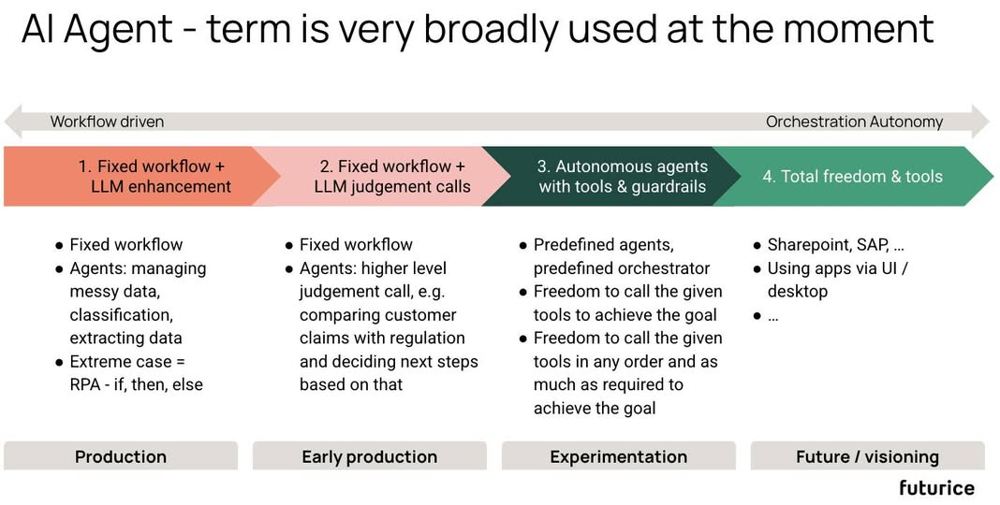 AI Agent - term is very broadly used at the moment
Workflow driven
Orchestration Autonomy
1. Fixed workflow +
LLM enhancement
2. Fixed workflow +
LLM judgement calls
3. Autonomous agents
with tools & guardrails
4. Total freedom & tools
● Fixed workflow
● Agents: managing
messy data,
classification,
extracting data
● Extreme case =
RPA - if, then, else
● Fixed workflow
● Agents: higher level
judgement call, e.g.
comparing customer
claims with regulation
and deciding next steps
based on that
● Predefined agents,
predefined orchestrator
● Freedom to call the given
tools to achieve the goal
● Freedom to call the given
tools in any order and as
much as required to
achieve the goal
● Sharepoint, SAP, ...
● Using apps via UI /
desktop
● ...
Production
Early production
Experimentation
Future / visioning
futurice